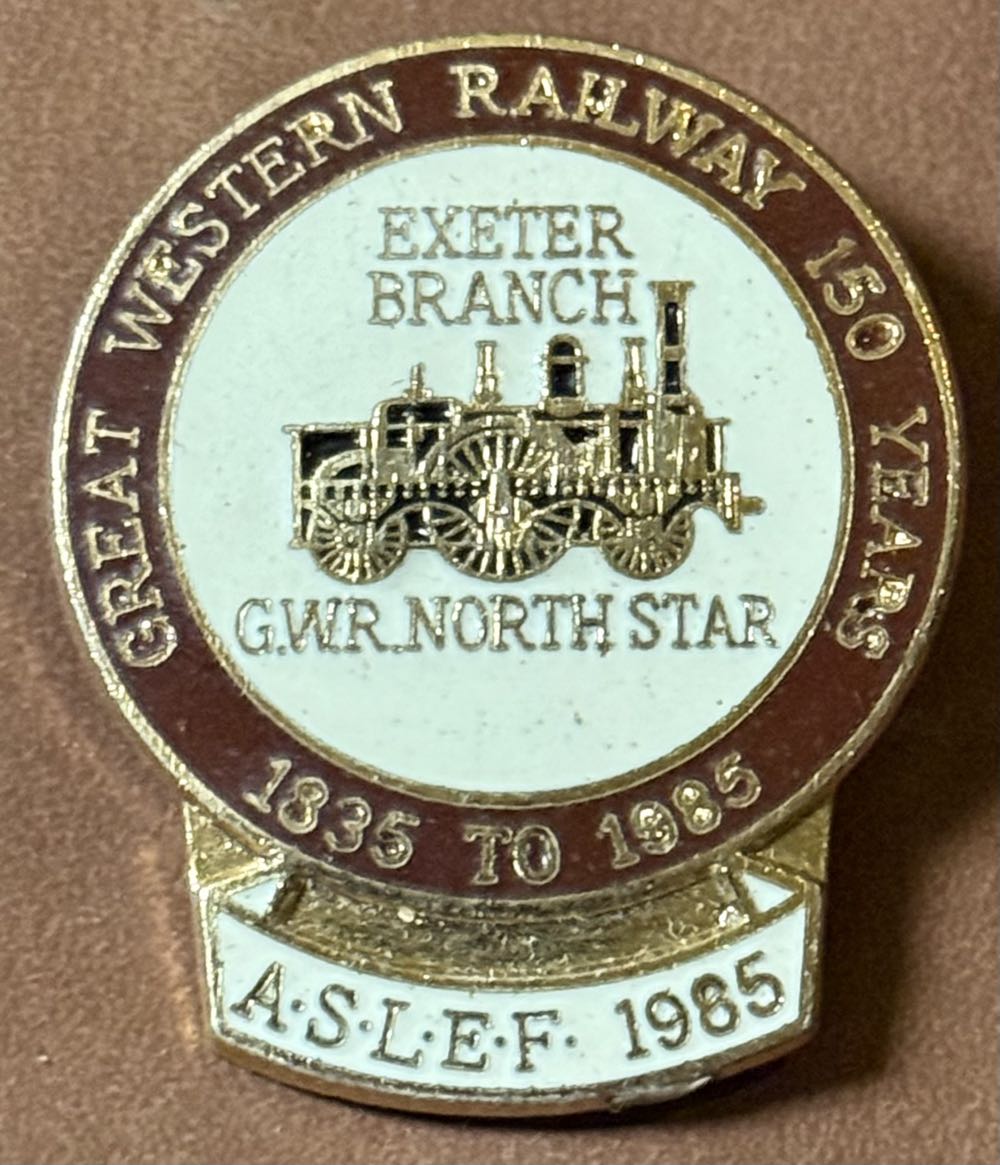 GREAT WESTERN RAILWAY 150 YEARS
EXETER
BRANCH
G.W.R. NORTH STAR
1835 TO 1985
A·S·L·E·F· 1985